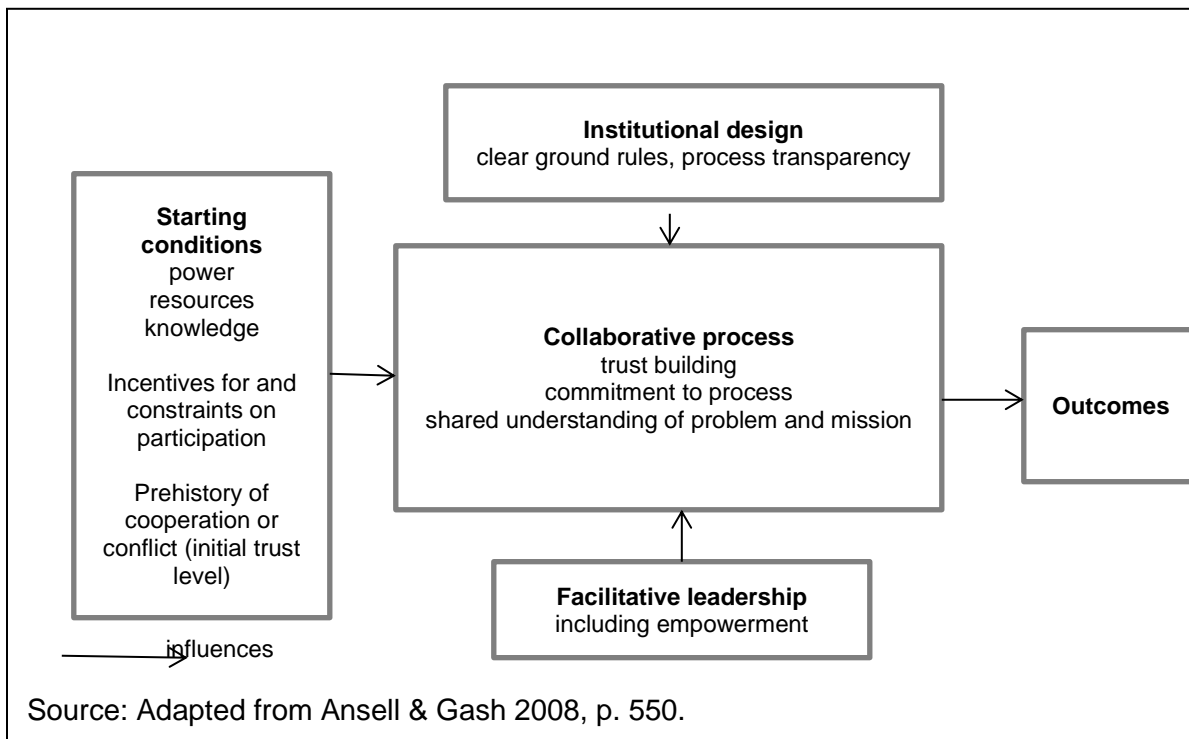 Institutional design
clear ground rules, process transparency
Starting
conditions
power
resources
knowledge
Incentives for and
constraints on
participation
Prehistory of
cooperation or
conflict (initial trust
level)
Collaborative process
trust building
commitment to process
shared understanding of problem and mission
Outcomes
Facilitative leadership
including empowerment
influences
Source: Adapted from Ansell & Gash 2008, p. 550.